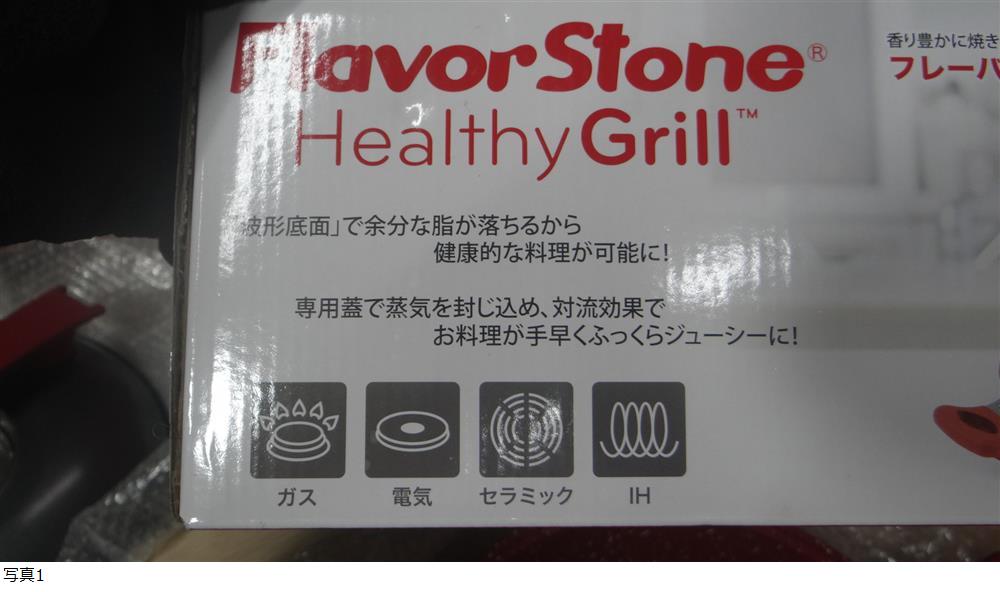 FlavorStone®
HealthyGrill™
香り豊かに焼き
フレーバ
波形底面」で余分な脂が落ちるから
健康的な料理が可能に!
専用蓋で蒸気を封じ込め、対流効果で
お料理が手早くふっくらジューシーに!
ガス
電気
セラミック
IH
写真1